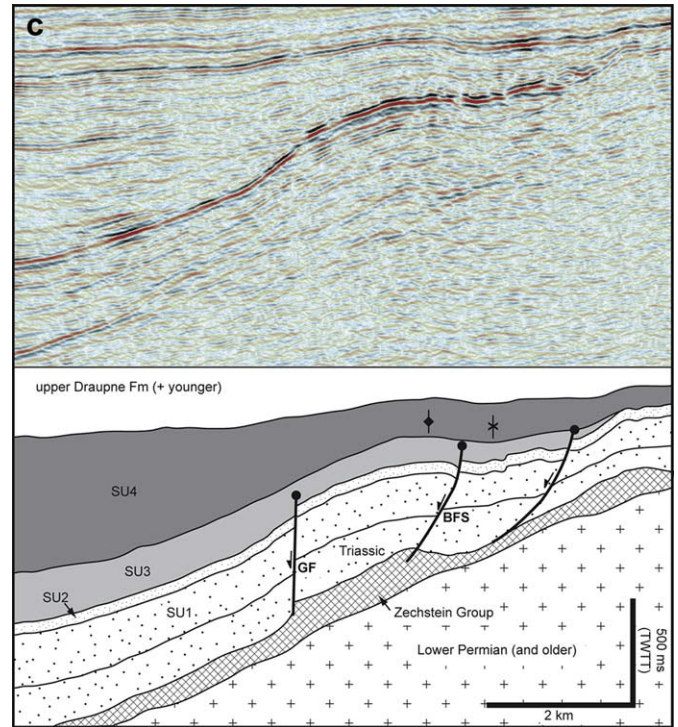 c
upper Draupne Fm (+ younger)
SU4
SU3
SU2
SU1
GF
Triassic
BFS
Zechstein Group
Lower Permian (and older)
500 ms
(TWTT)
2 km